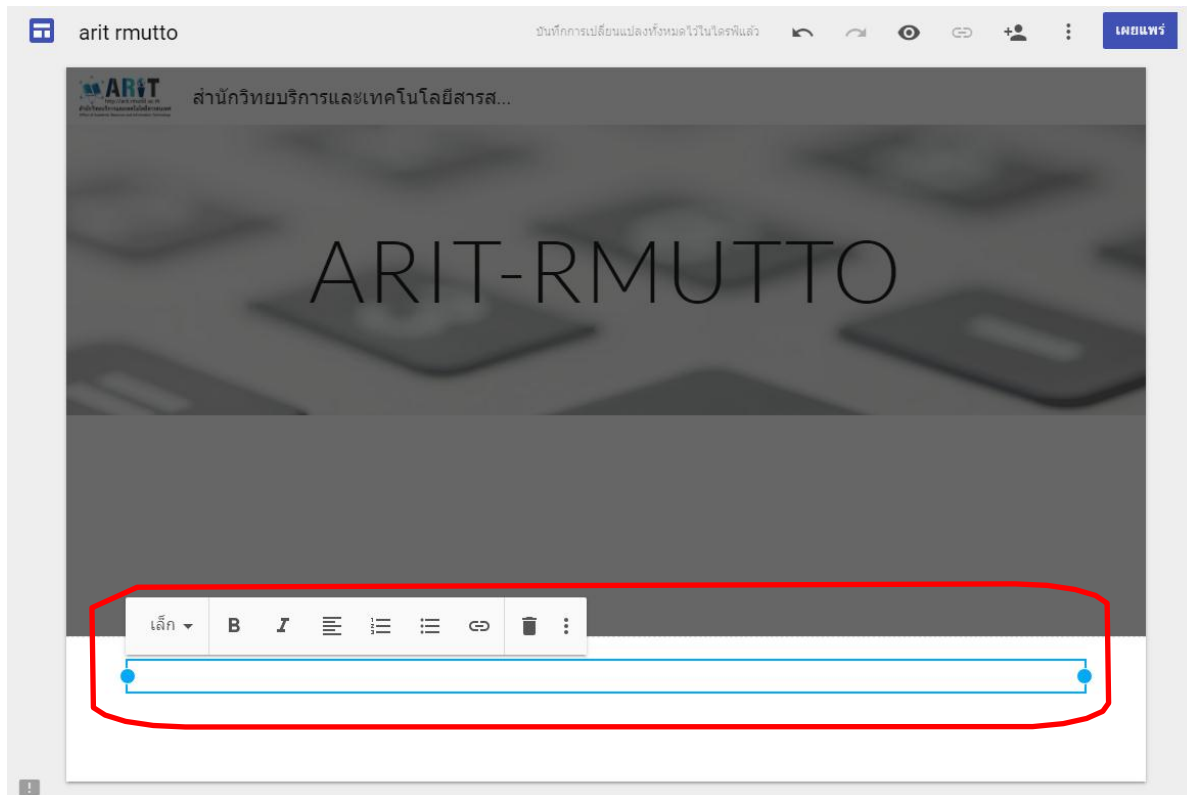 arit rmutto
บันทึกการเปลี่ยนแปลงทั้งหมดไว้ในไดรฟ์แล้ว
เผยแพร่
ARiT
สำนักวิทยบริการและเทคโนโลยีสารส...
ARIT-RMUTTO
เล็ก
B I